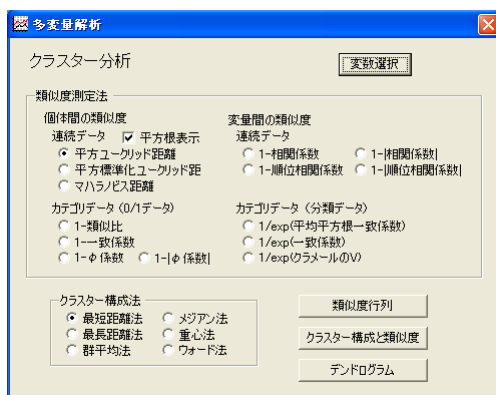 多変量解析
クラスター分析
変数選択
類似度測定法
個体間の類似度
連続データ 平方根表示
平方ユークリッド距離
平方標準化ユークリッド距
マハラノビス距離
カテゴリデータ (0/1データ)
1-類似比
1-一致係数
1-φ係数 1-|φ係数|
変量間の類似度
連続データ
1-相関係数 1-|相関係数|
1-順位相関係数 1-|順位相関係数|
カテゴリデータ (分類データ)
1/exp(平均平方根一致係数)
1/exp(一致係数)
1/exp(クラメールのV)
クラスター構成法
最短距離法 メジアン法
最長距離法 重心法
群平均法 ウォード法
類似度行列
クラスター構成と類似度
デンドログラム